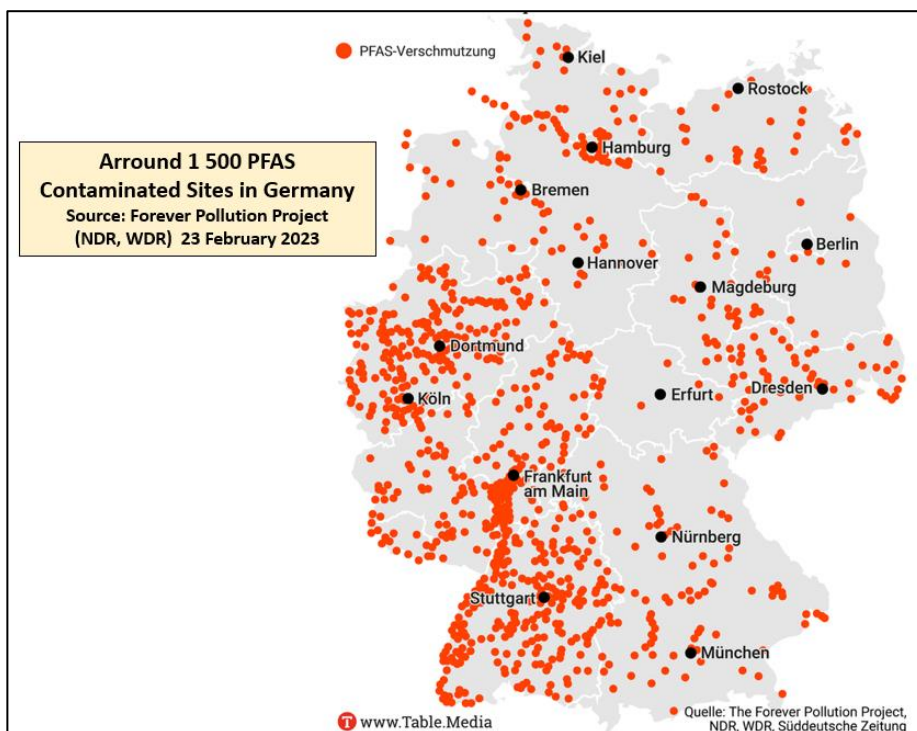 PFAS-Verschmutzung
Kiel
Rostock
Arround 1 500 PFAS
Contaminated Sites in Germany
Source: Forever Pollution Project
(NDR, WDR)  23 February 2023
Hamburg
Bremen
Berlin
Hannover
Magdeburg
Dortmund
Dresden
Erfurt
Köln
Frankfurt
am Main
Nürnberg
Stuttgart
München
T www.Table.Media
Quelle: The Forever Pollution Project,
NDR, WDR, Süddeutsche Zeitung